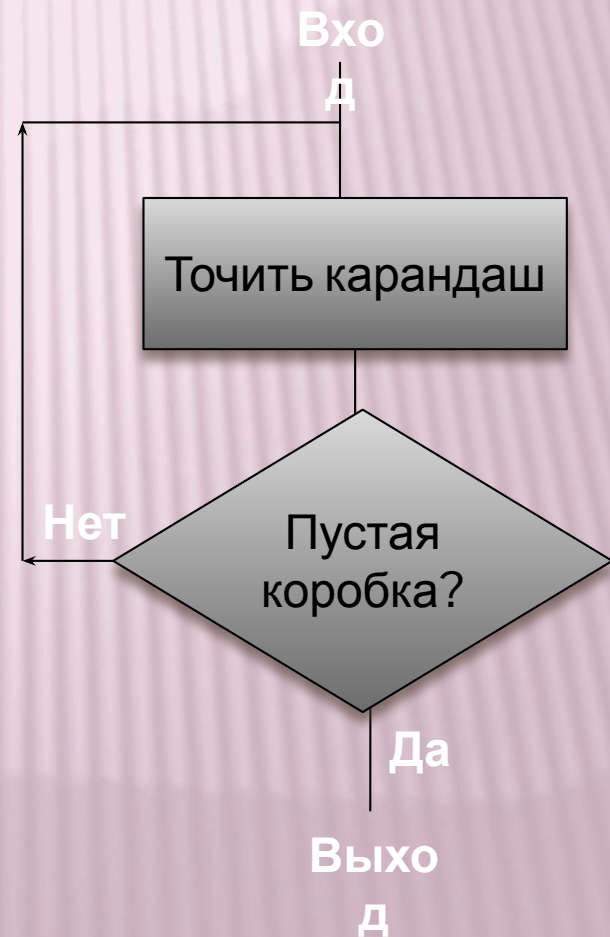 Вхо
д
Точить карандаш
Нет
Пустая
коробка?
Да
Выхо
д